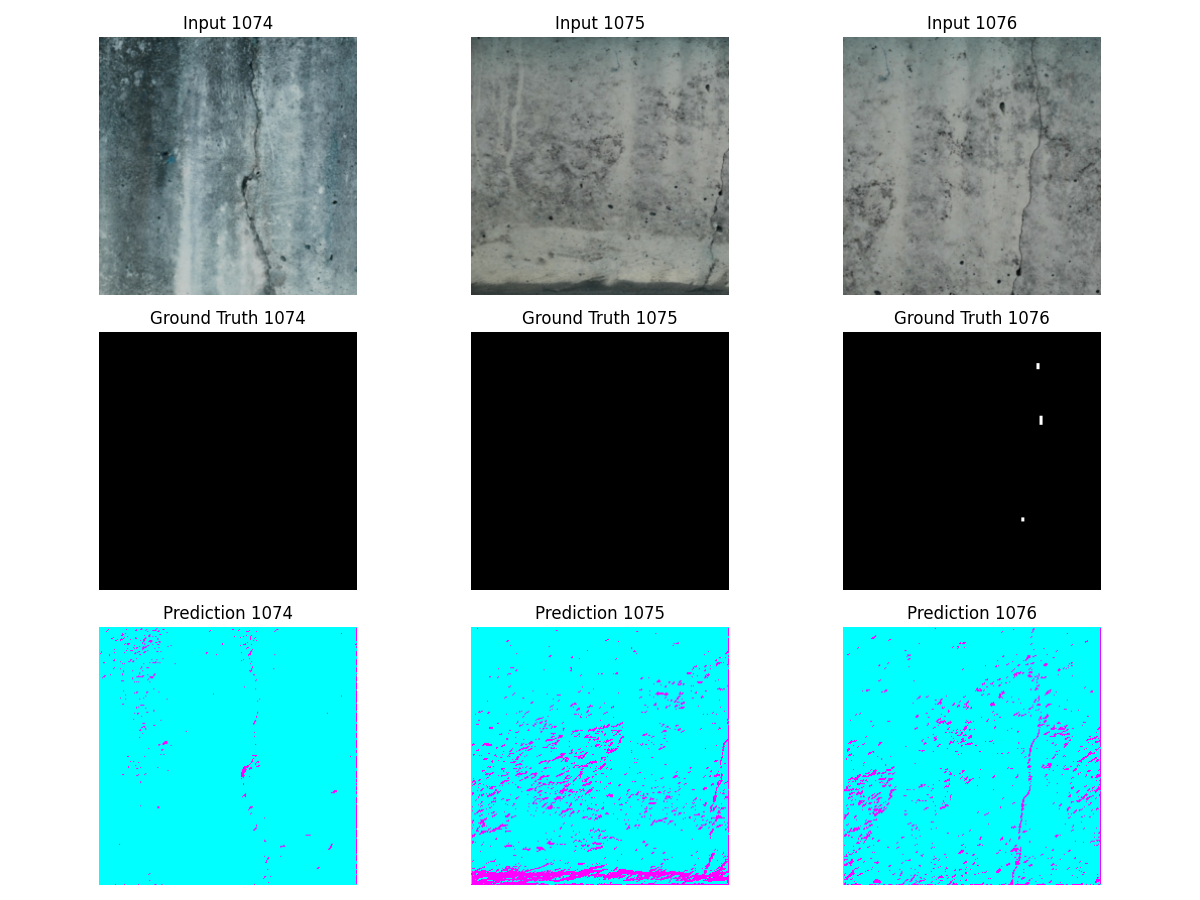 Input 1074
Input 1075
Input 1076
Ground Truth 1074
Ground Truth 1075
Ground Truth 1076
Prediction 1074
Prediction 1075
Prediction 1076